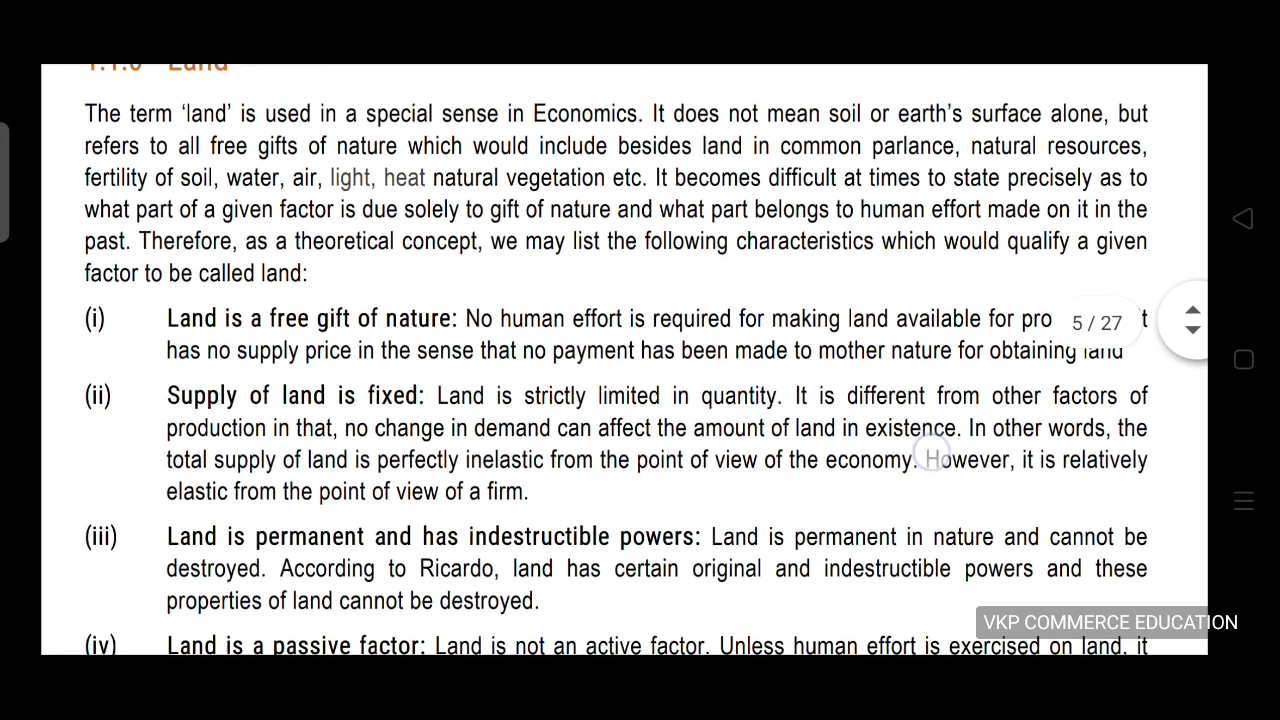 The term ‘land’ is used in a special sense in Economics. It does not mean soil or earth’s surface alone, but
refers to all free gifts of nature which would include besides land in common parlance, natural resources,
fertility of soil, water, air, light, heat natural vegetation etc. It becomes difficult at times to state precisely as to
what part of a given factor is due solely to gift of nature and what part belongs to human effort made on it in the
past. Therefore, as a theoretical concept, we may list the following characteristics which would qualify a given
factor to be called land:
(i) Land is a free gift of nature: No human effort is required for making land available for pro t
5 / 27
has no supply price in the sense that no payment has been made to mother nature for obtaining land
(ii) Supply of land is fixed: Land is strictly limited in quantity. It is different from other factors of
production in that, no change in demand can affect the amount of land in existence. In other words, the
total supply of land is perfectly inelastic from the point of view of the economy. However, it is relatively
elastic from the point of view of a firm.
(iii) Land is permanent and has indestructible powers: Land is permanent in nature and cannot be
destroyed. According to Ricardo, land has certain original and indestructible powers and these
properties of land cannot be destroyed.
VKP COMMERCE EDUCATION
(iv) Land is a passive factor: Land is not an active factor. Unless human effort is exercised on land, it